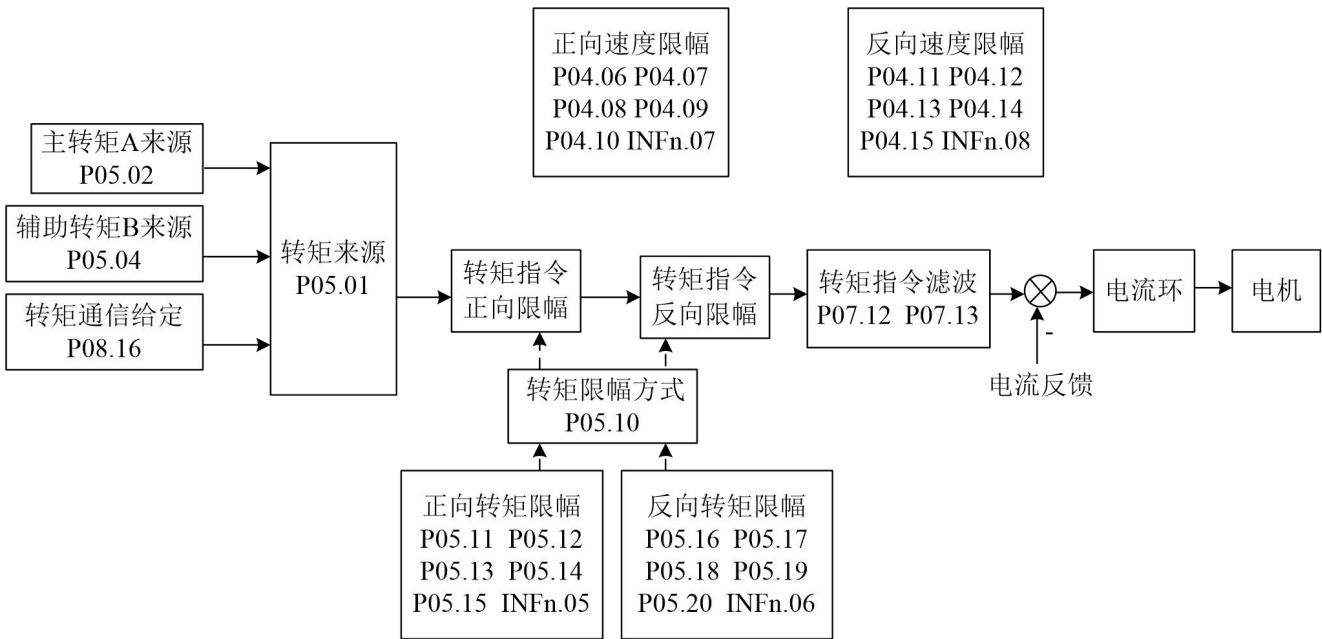 正向速度限幅
P04.06 P04.07
P04.08 P04.09
P04.10 INFn.07
反向速度限幅
P04.11 P04.12
P04.13 P04.14
P04.15 INFn.08
主转矩A来源
P05.02
辅助转矩B来源
P05.04
转矩通信给定
P08.16
转矩来源
P05.01
转矩指令
正向限幅
转矩指令
反向限幅
转矩指令滤波
P07.12 P07.13
-
电流反馈
电流环
电机
转矩限幅方式
P05.10
正向转矩限幅
P05.11 P05.12
P05.13 P05.14
P05.15 INFn.05
反向转矩限幅
P05.16 P05.17
P05.18 P05.19
P05.20 INFn.06